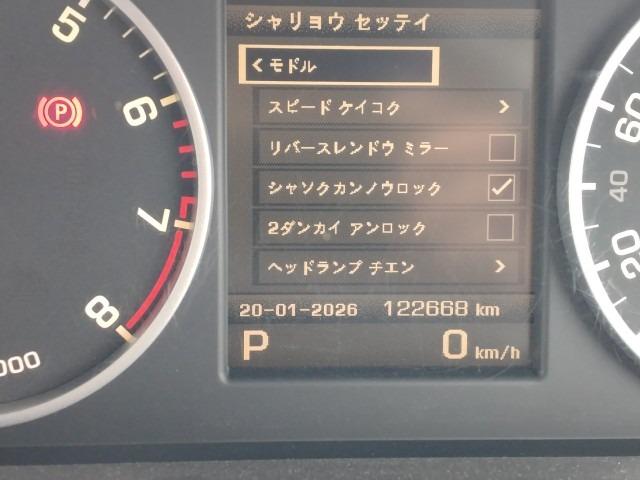 シャリョウ セッテイ
< モドル
スピード ケイコク >
リバースレンドウ ミラー
シャソクカンノウロック
2ダンカイ アンロック
ヘッドランプ チエン >
20-01-2026 122668 km
P 0 km/h
5
6
7
8
000
P
60
40
20